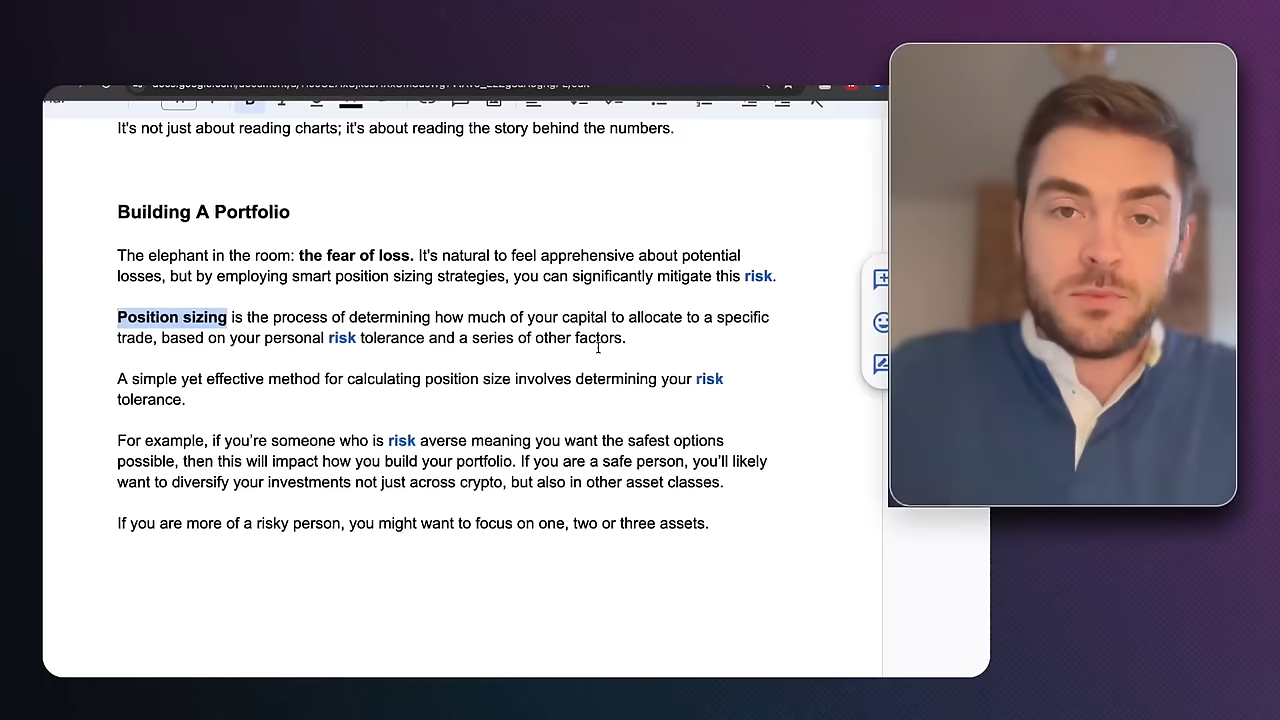 It's not just about reading charts; it's about reading the story behind the numbers.
Building A Portfolio
The elephant in the room: the fear of loss. It's natural to feel apprehensive about potential
losses, but by employing smart position sizing strategies, you can significantly mitigate this risk.
Position sizing is the process of determining how much of your capital to allocate to a specific
trade, based on your personal risk tolerance and a series of other factors.
A simple yet effective method for calculating position size involves determining your risk
tolerance.
For example, if you’re someone who is risk averse meaning you want the safest options
possible, then this will impact how you build your portfolio. If you are a safe person, you’ll likely
want to diversify your investments not just across crypto, but also in other asset classes.
If you are more of a risky person, you might want to focus on one, two or three assets.